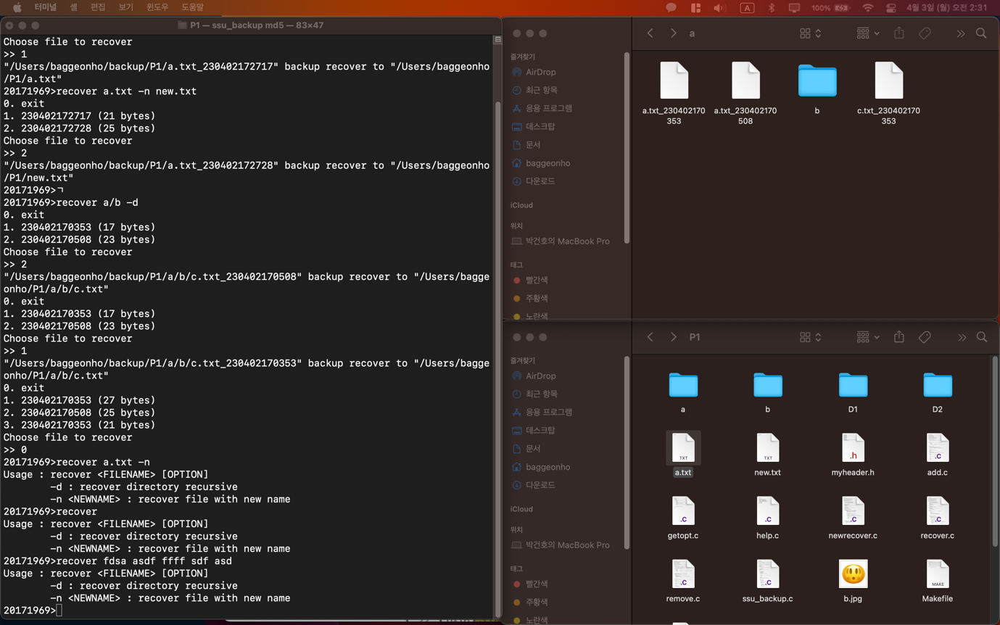 터미널 셸 편집 보기 윈도우 도움말
A 100% 4월 3일 (월) 오전 2:31
P1 — ssu_backup md5 — 83×47
Choose file to recover
>> 1
"/Users/baggeonho/backup/P1/a.txt_230402172717" backup recover to "/Users/baggeonho
/P1/a.txt"
20171969>recover a.txt -n new.txt
0. exit
1. 230402172717 (21 bytes)
2. 230402172728 (25 bytes)
Choose file to recover
>> 2
"/Users/baggeonho/backup/P1/a.txt_230402172728" backup recover to "/Users/baggeonho
/P1/new.txt"
20171969>ㄱ
20171969>recover a/b -d
0. exit
1. 230402170353 (17 bytes)
2. 230402170508 (23 bytes)
Choose file to recover
>> 2
"/Users/baggeonho/backup/P1/a/b/c.txt_230402170508" backup recover to "/Users/bagge
onho/P1/a/b/c.txt"
0. exit
1. 230402170353 (17 bytes)
2. 230402170508 (23 bytes)
Choose file to recover
>> 1
"/Users/baggeonho/backup/P1/a/b/c.txt_230402170353" backup recover to "/Users/bagge
onho/P1/a/b/c.txt"
0. exit
1. 230402170353 (27 bytes)
2. 230402170508 (25 bytes)
3. 230402170353 (21 bytes)
Choose file to recover
>> 0
20171969>recover a.txt -n
Usage : recover <FILENAME> [OPTION]
-d : recover directory recursive
-n <NEWNAME> : recover file with new name
20171969>recover
Usage : recover <FILENAME> [OPTION]
-d : recover directory recursive
-n <NEWNAME> : recover file with new name
20171969>recover fdsa asdf ffff sdf asd
Usage : recover <FILENAME> [OPTION]
-d : recover directory recursive
-n <NEWNAME> : recover file with new name
20171969>
즐겨찾기
AirDrop
최근 항목
응용 프로그램
데스크탑
문서
baggeonho
다운로드
iCloud
위치
박건호의 MacBook Pro
태그
빨간색
주황색
노란색
a
a.txt_230402170
353
a.txt_230402170
508
b
c.txt_230402170
353
즐겨찾기
AirDrop
최근 항목
응용 프로그램
데스크탑
문서
baggeonho
다운로드
iCloud
위치
박건호의 MacBook Pro
태그
빨간색
주황색
노란색
P1
a b D1 D2
TXT TXT .h .c
a.txt new.txt myheader.h add.c
.c .c .c .c
getopt.c help.c newrecover.c recover.c
.c .c MAKE
remove.c ssu_backup.c b.jpg Makefile